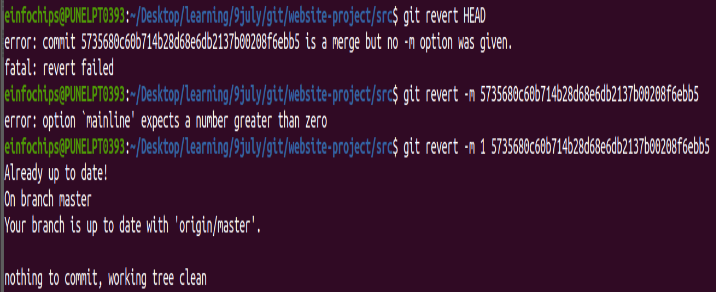 einfochips@PUNELPT0393:~/Desktop/learning/9july/git/website-project/src$ git revert HEAD
error: commit 5735680c60b714b28d68e6db2137b00208f6ebb5 is a merge but no -m option was given.
fatal: revert failed
einfochips@PUNELPT0393:~/Desktop/learning/9july/git/website-project/src$ git revert -m 5735680c60b714b28d68e6db2137b00208f6ebb5
error: option `mainline' expects a number greater than zero
einfochips@PUNELPT0393:~/Desktop/learning/9july/git/website-project/src$ git revert -m 1 5735680c60b714b28d68e6db2137b00208f6ebb5
Already up to date!
On branch master
Your branch is up to date with 'origin/master'.
nothing to commit, working tree clean